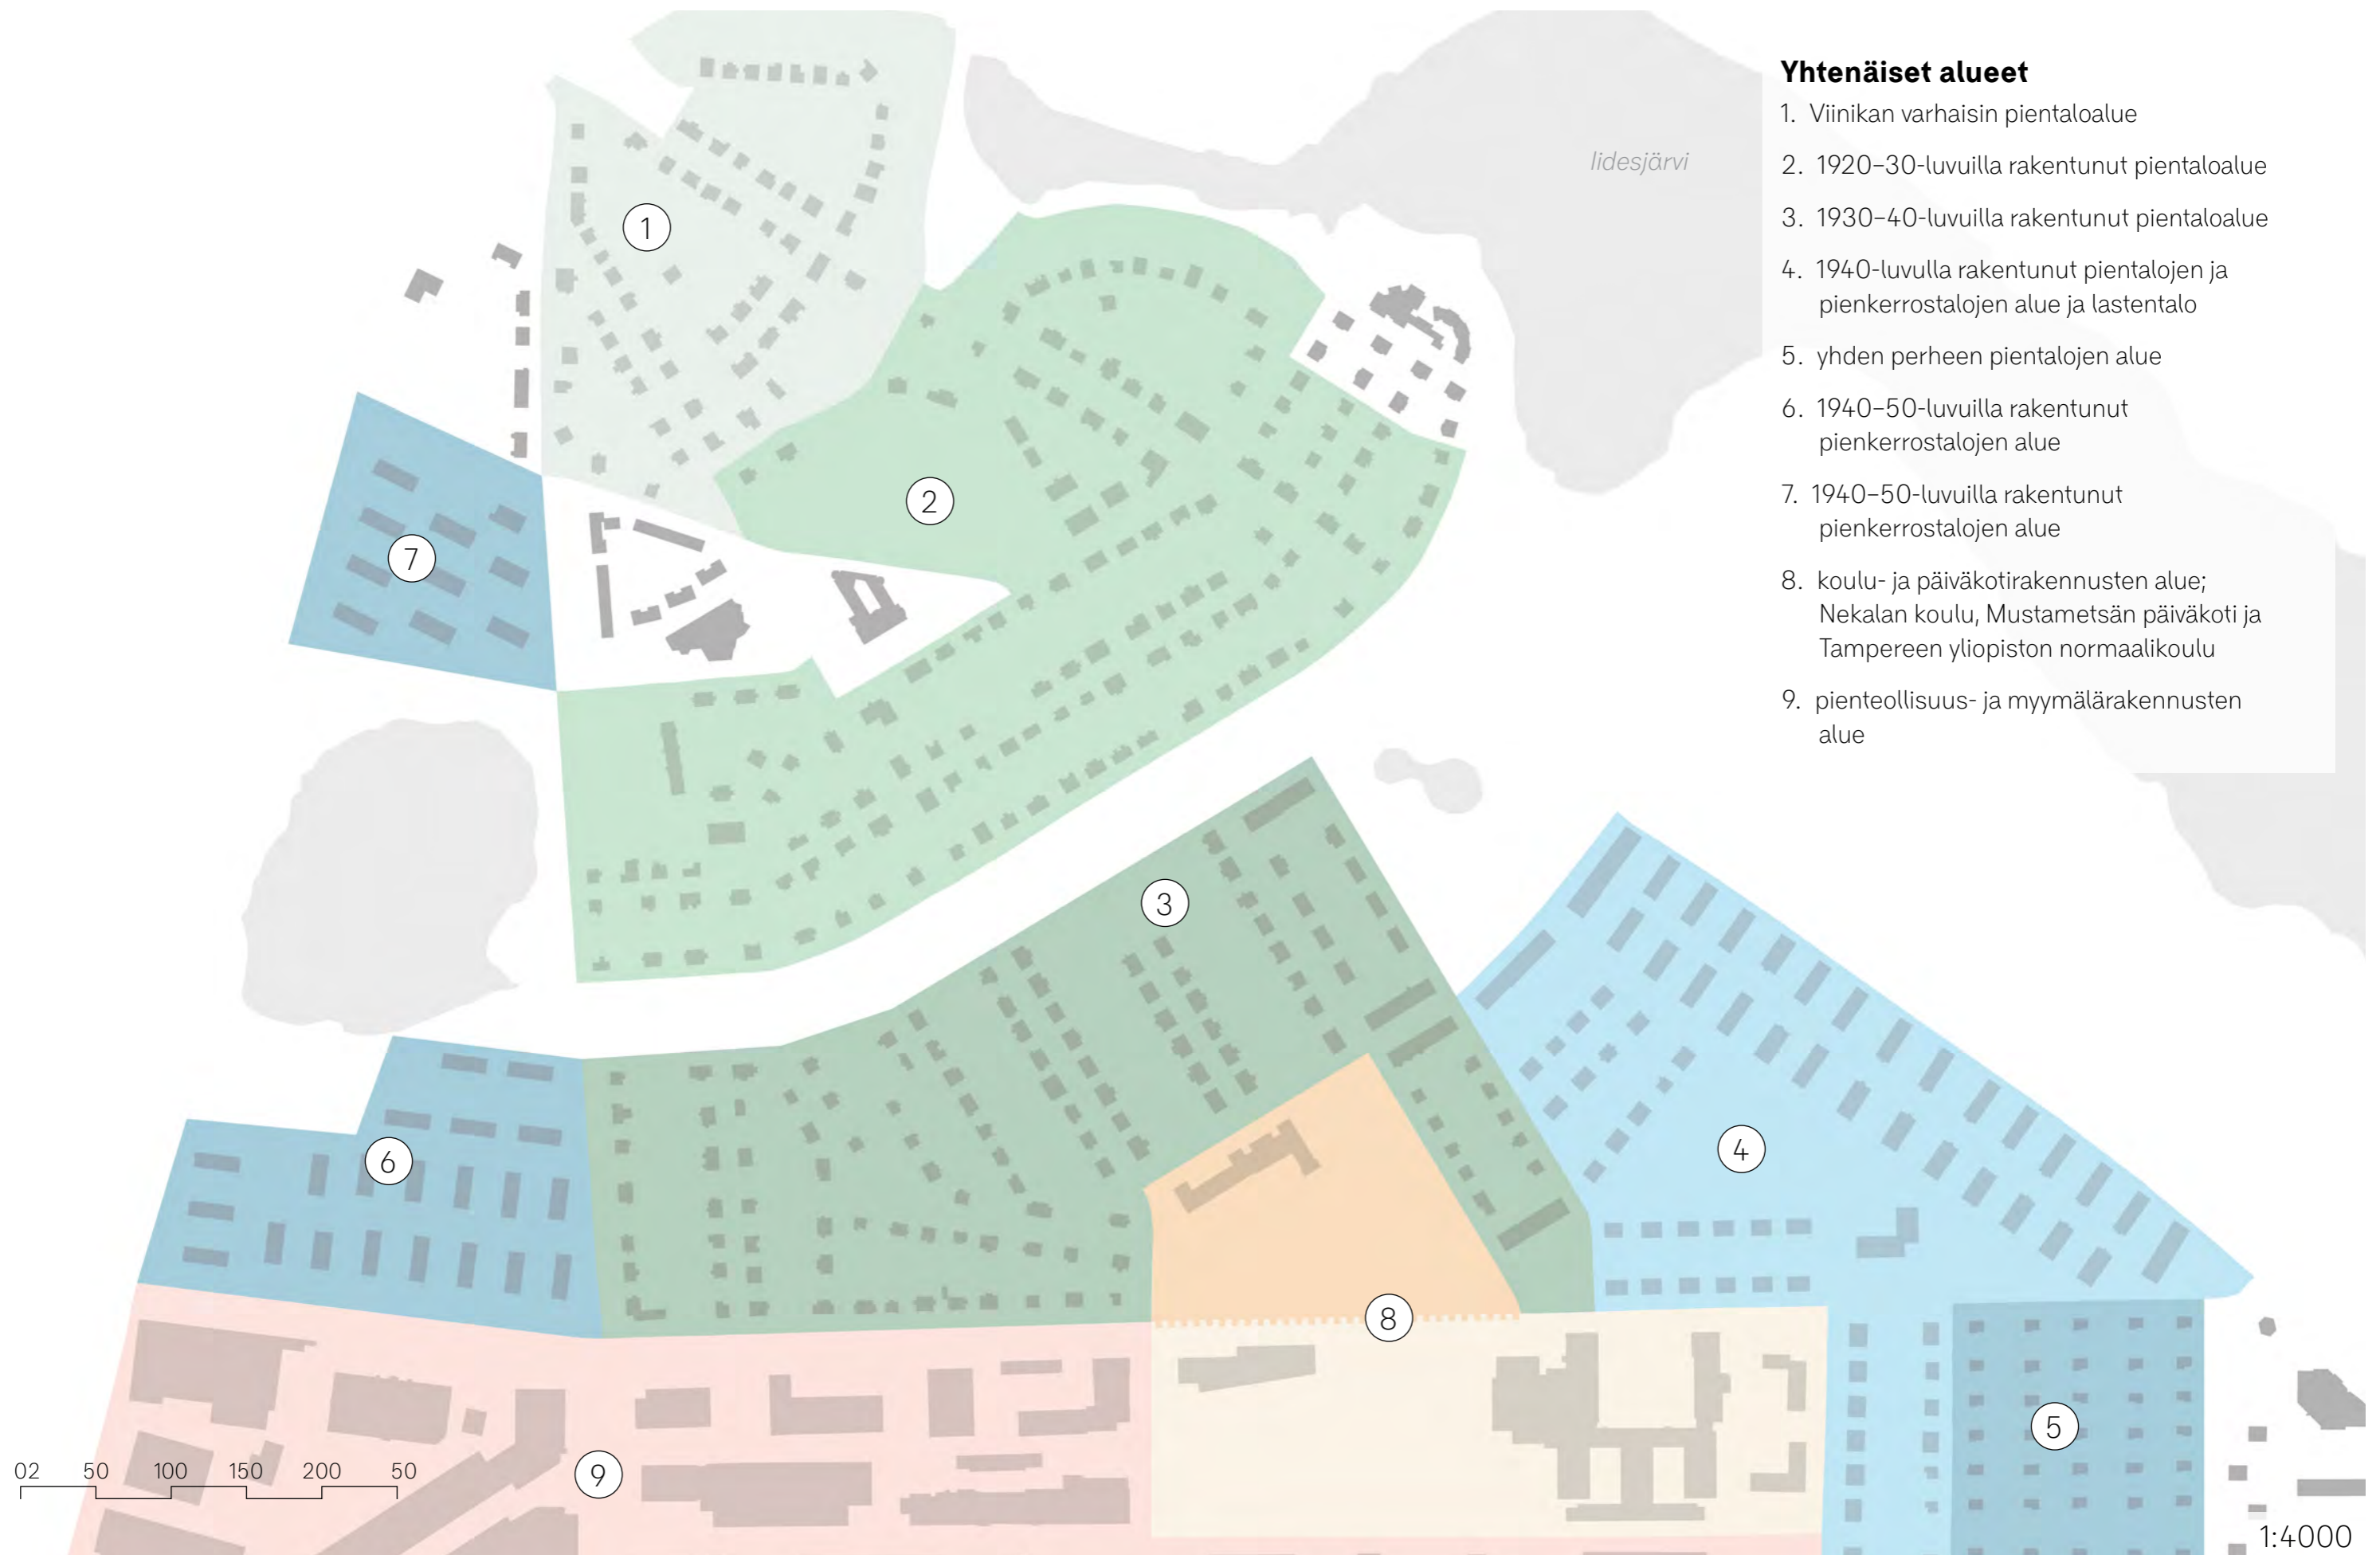 Yhtenäiset alueet
1. Viinikan varhaisin pientaloalue
2. 1920–30-luvuilla rakentunut pientaloalue
3. 1930–40-luvuilla rakentunut pientaloalue
4. 1940-luvulla rakentunut pientalojen ja
pienkerrostalojen alue ja lastentalo
5. yhden perheen pientalojen alue
6. 1940–50-luvuilla rakentunut
pienkerrostalojen alue
7. 1940–50-luvuilla rakentunut
pienkerrostalojen alue
8. koulu- ja päiväkotirakennusten alue;
Nekalan koulu, Mustametsän päiväkoti ja
Tampereen yliopiston normaalikoulu
9. pienteollisuus- ja myymälärakennusten
alue
Iidesjärvi
1
2
7
3
4
6
8
5
9
02 50 100 150 200 50
1:4000